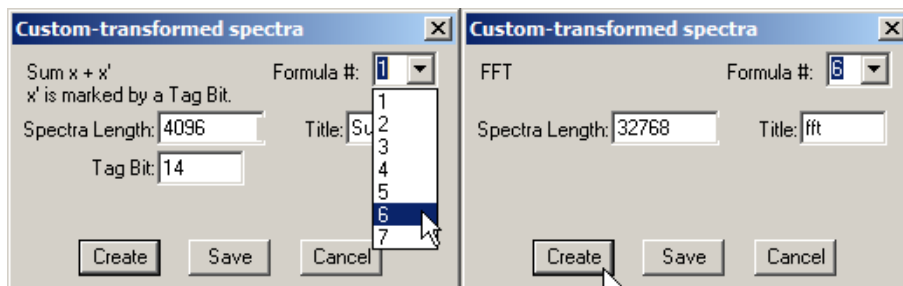 Custom-transformed spectra
Sum x + x' Formula #: 1
x' is marked by a Tag Bit.
Spectra Length: 4096 Title: Su
Tag Bit: 14
1
2
3
4
5
6
7
Create Save Cancel
Custom-transformed spectra
FFT Formula #: 6
Spectra Length: 32768 Title: fft
Create Save Cancel